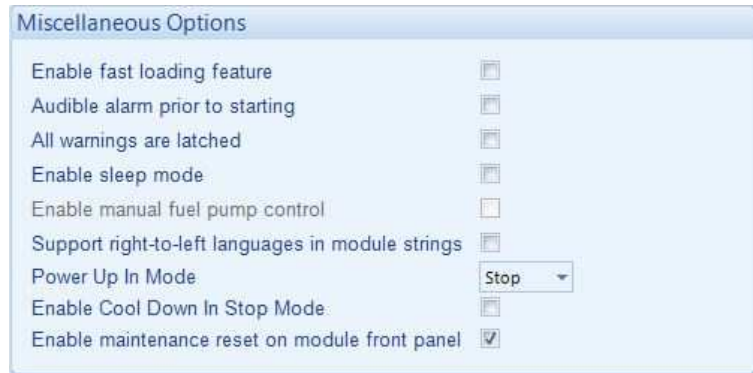 Miscellaneous Options
Enable fast loading feature
Audible alarm prior to starting
All warnings are latched
Enable sleep mode
Enable manual fuel pump control
Support right-to-left languages in module strings
Power Up In Mode Stop
Enable Cool Down In Stop Mode
Enable maintenance reset on module front panel